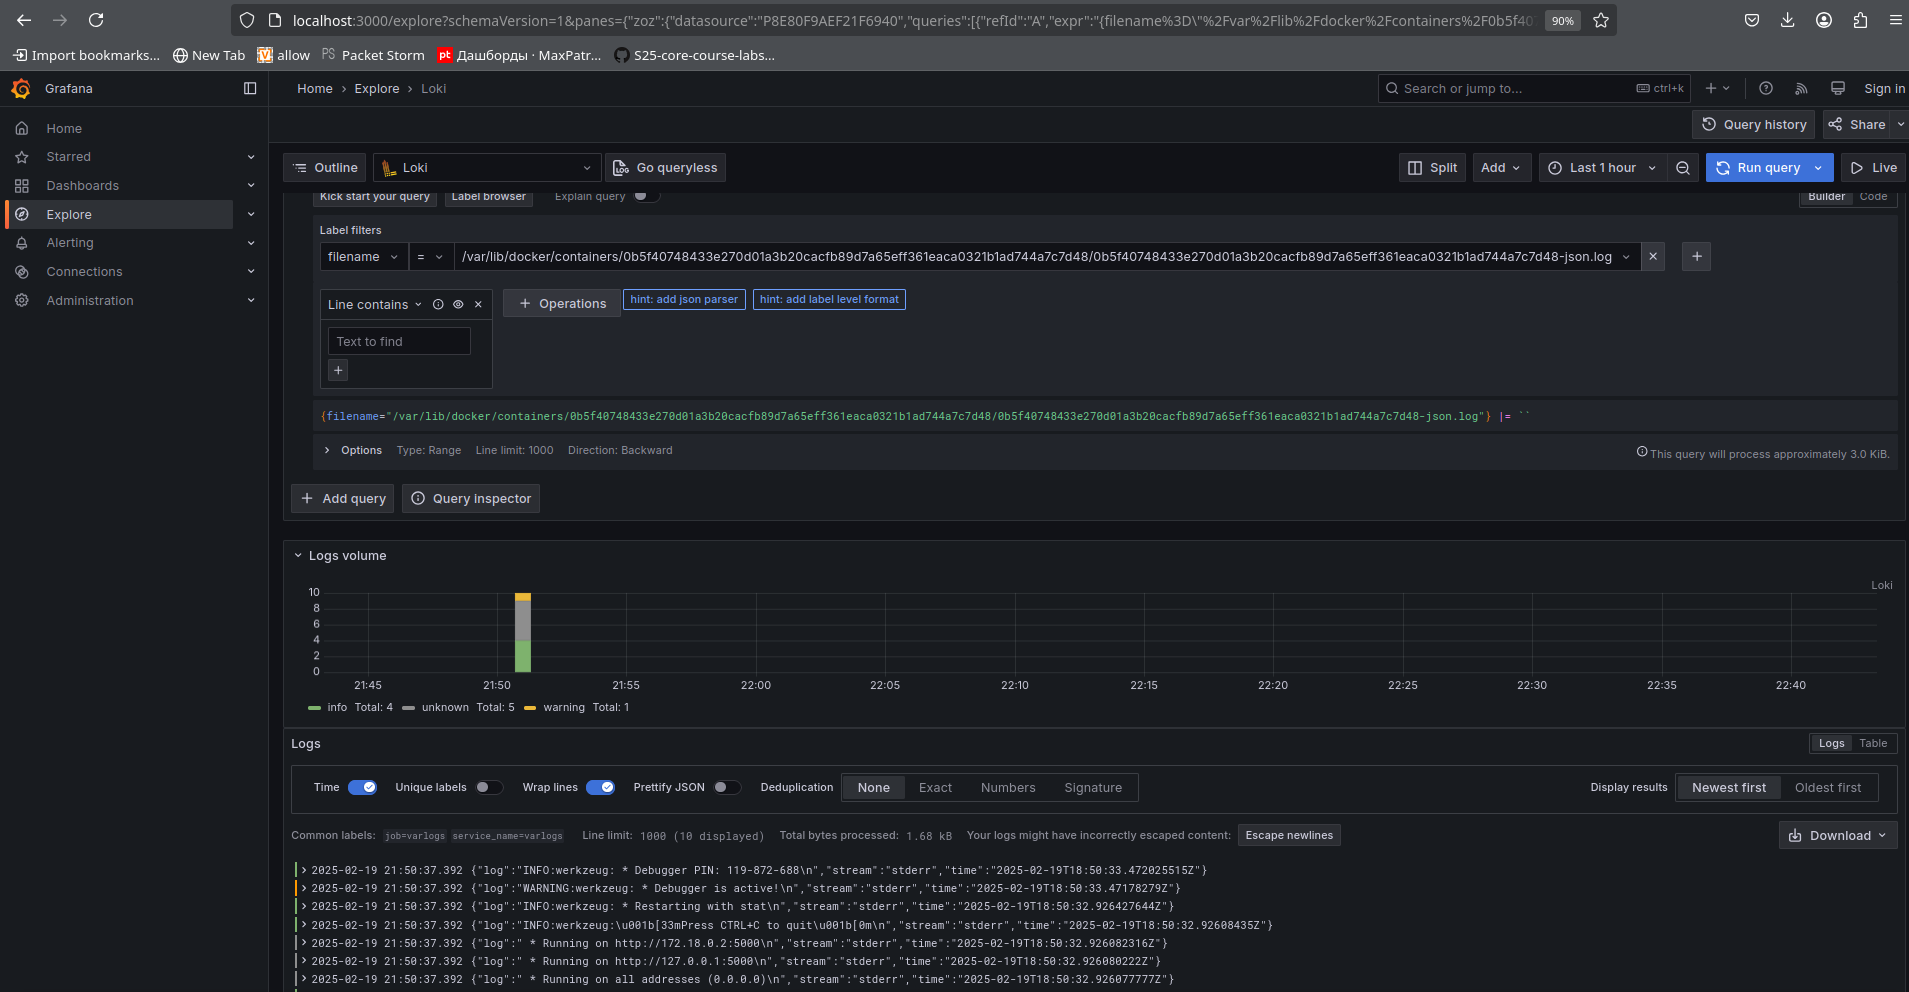 localhost:3000/explore?schemaVersion=1&panes={"zoz":{"datasource":"P8E80F9AEF21F6940","queries":[{"refId":"A","expr":"{filename%3D\"%2Fvar%2Flib%2Fdocker%2Fcontainers%2F0b5f40 90%
Import bookmarks... New Tab allow PS Packet Storm pt Дашборды · MaxPatr... S25-core-course-labs...
Grafana Home › Explore › Loki Search or jump to... ctrl+k Sign in
Home
Starred
Dashboards
Explore
Alerting
Connections
Administration
Query history Share
Outline Loki LOG Go queryless Split Add Last 1 hour Run query Live
Kick start your query Label browser Explain query Builder Code
Label filters
filename = /var/lib/docker/containers/0b5f40748433e270d01a3b20cacfb89d7a65eff361eaca0321b1ad744a7c7d48/0b5f40748433e270d01a3b20cacfb89d7a65eff361eaca0321b1ad744a7c7d48-json.log
Line contains + Operations hint: add json parser hint: add label level format
Text to find
{filename="/var/lib/docker/containers/0b5f40748433e270d01a3b20cacfb89d7a65eff361eaca0321b1ad744a7c7d48/0b5f40748433e270d01a3b20cacfb89d7a65eff361eaca0321b1ad744a7c7d48-json.log"} |= ``
Options Type: Range Line limit: 1000 Direction: Backward This query will process approximately 3.0 KiB.
+ Add query Query inspector
Logs volume
Loki
10
8
6
4
2
0
21:45 21:50 21:55 22:00 22:05 22:10 22:15 22:20 22:25 22:30 22:35 22:40
info Total: 4 unknown Total: 5 warning Total: 1
Logs Logs Table
Time Unique labels Wrap lines Prettify JSON Deduplication None Exact Numbers Signature Display results Newest first Oldest first
Common labels: job=varlogs service_name=varlogs Line limit: 1000 (10 displayed) Total bytes processed: 1.68 kB Your logs might have incorrectly escaped content: Escape newlines Download
2025-02-19 21:50:37.392 {"log":"INFO:werkzeug: * Debugger PIN: 119-872-688\n","stream":"stderr","time":"2025-02-19T18:50:33.472025515Z"}
2025-02-19 21:50:37.392 {"log":"WARNING:werkzeug: * Debugger is active!\n","stream":"stderr","time":"2025-02-19T18:50:33.47178279Z"}
2025-02-19 21:50:37.392 {"log":"INFO:werkzeug: * Restarting with stat\n","stream":"stderr","time":"2025-02-19T18:50:32.926427644Z"}
2025-02-19 21:50:37.392 {"log":"INFO:werkzeug:\u001b[33mPress CTRL+C to quit\u001b[0m\n","stream":"stderr","time":"2025-02-19T18:50:32.92608435Z"}
2025-02-19 21:50:37.392 {"log":" * Running on http://172.18.0.2:5000\n","stream":"stderr","time":"2025-02-19T18:50:32.926082316Z"}
2025-02-19 21:50:37.392 {"log":" * Running on http://127.0.0.1:5000\n","stream":"stderr","time":"2025-02-19T18:50:32.926080222Z"}
2025-02-19 21:50:37.392 {"log":" * Running on all addresses (0.0.0.0)\n","stream":"stderr","time":"2025-02-19T18:50:32.926077777Z"}